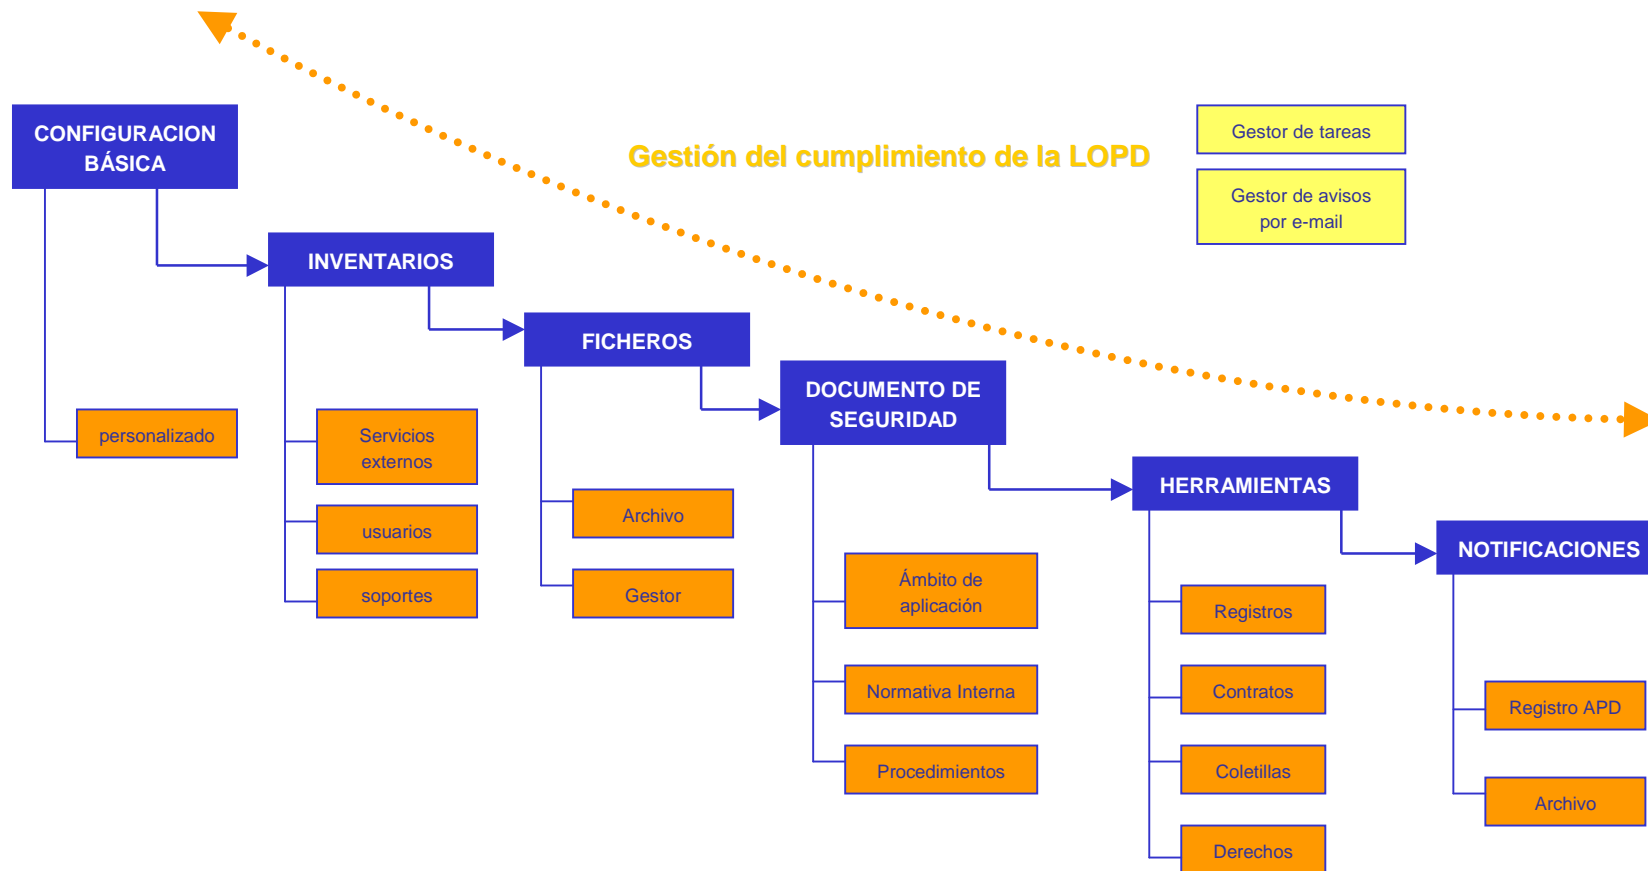 CONFIGURACION
BÁSICA
Gestión del cumplimiento de la LOPD
Gestor de tareas
Gestor de avisos
por e-mail
INVENTARIOS
FICHEROS
DOCUMENTO DE
SEGURIDAD
HERRAMIENTAS
NOTIFICACIONES
personalizado
Servicios
externos
usuarios
soportes
Archivo
Gestor
Ámbito de
aplicación
Normativa Interna
Procedimientos
Registros
Contratos
Coletillas
Derechos
Registro APD
Archivo